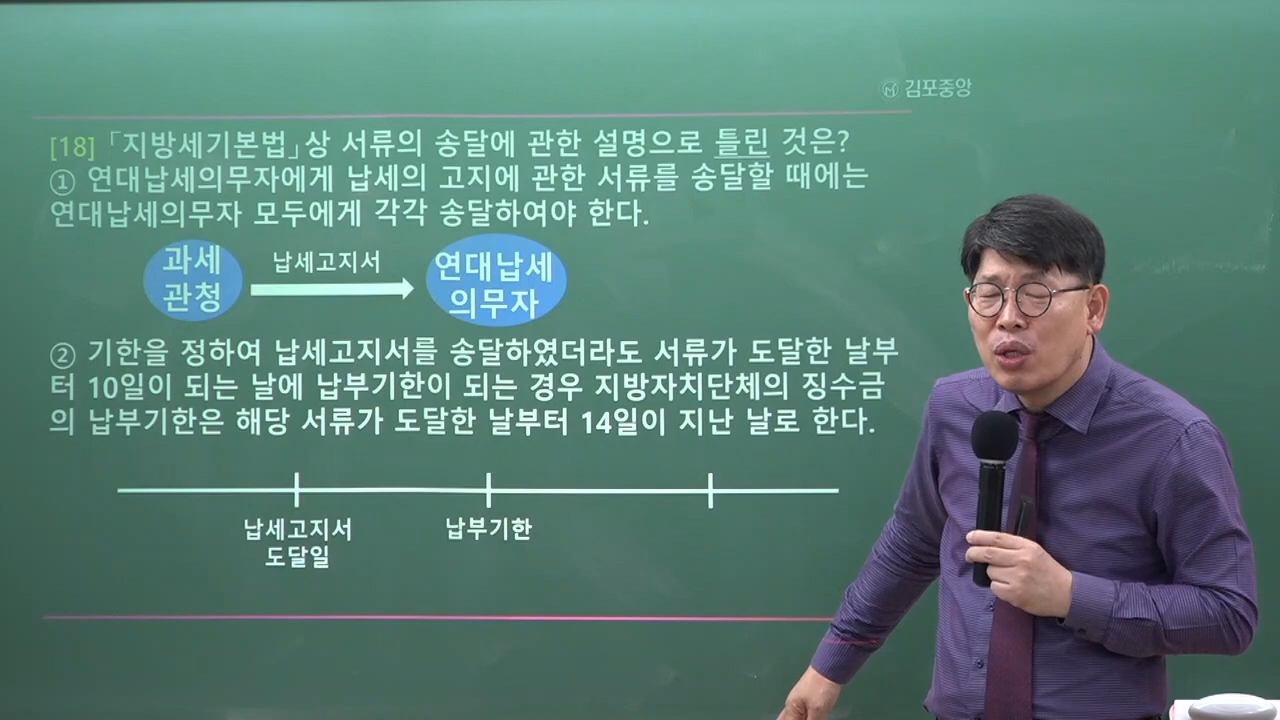 김포중앙
[18] 「지방세기본법」상 서류의 송달에 관한 설명으로 틀린 것은?
① 연대납세의무자에게 납세의 고지에 관한 서류를 송달할 때에는
연대납세의무자 모두에게 각각 송달하여야 한다.
과세
관청
납세고지서
연대납세
의무자
② 기한을 정하여 납세고지서를 송달하였더라도 서류가 도달한 날부
터 10일이 되는 날에 납부기한이 되는 경우 지방자치단체의 징수금
의 납부기한은 해당 서류가 도달한 날부터 14일이 지난 날로 한다.
납세고지서
도달일
납부기한